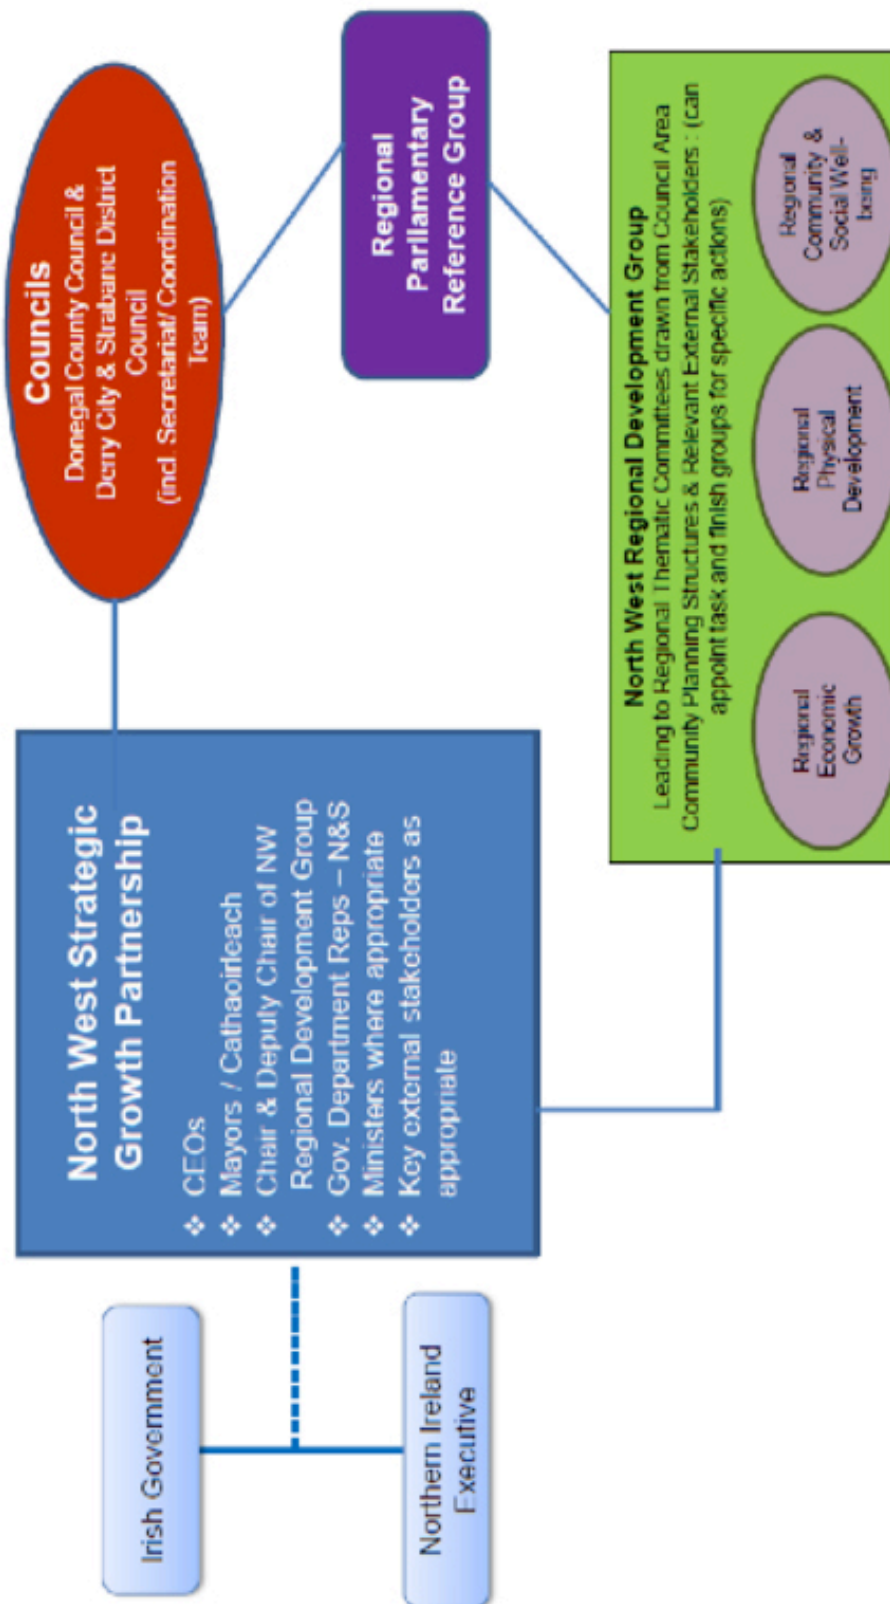 Irish Government
Northern Ireland
Executive
North West Strategic
Growth Partnership
❖ CEOs
❖ Mayors / Cathaoirleach
❖ Chair & Deputy Chair of NW
Regional Development Group
❖ Gov. Department Reps – N&S
❖ Ministers where appropriate
❖ Key external stakeholders as
appropriate
Councils
Donegal County Council &
Derry City & Strabane District
Council
(incl. Secretariat/ Coordination
Team)
Regional
Parliamentary
Reference Group
North West Regional Development Group
Leading to Regional Thematic Committees drawn from Council Area
Community Planning Structures & Relevant External Stakeholders : (can
appoint task and finish groups for specific actions)
Regional
Economic
Growth
Regional
Physical
Development
Regional
Community &
Social Well-
being